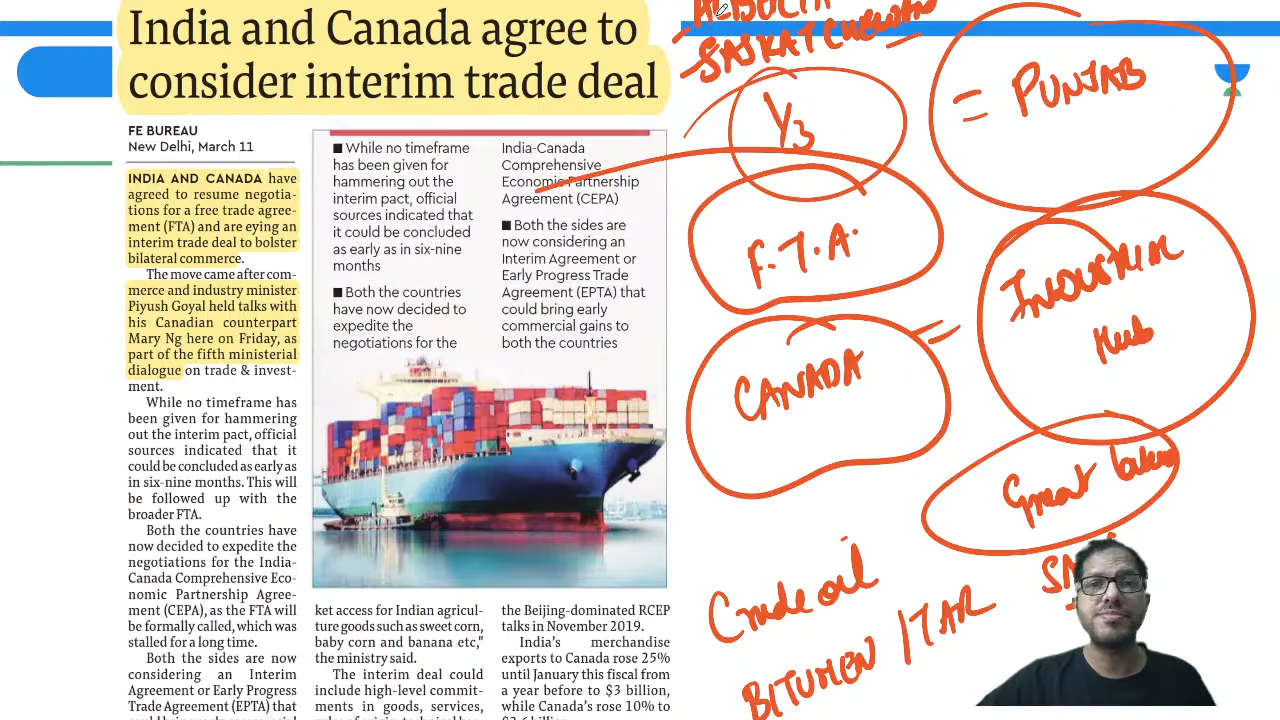 India and Canada agree to
consider interim trade deal
FE BUREAU
New Delhi, March 11
INDIA AND CANADA have
agreed to resume negotia-
tions for a free trade agree-
ment (FTA) and are eying an
interim trade deal to bolster
bilateral commerce.
The move came after com-
merce and industry minister
Piyush Goyal held talks with
his Canadian counterpart
Mary Ng here on Friday, as
part of the fifth ministerial
dialogue on trade & invest-
ment.
While no timeframe has
been given for hammering
out the interim pact, official
sources indicated that it
could be concluded as early as
in six-nine months. This will
be followed up with the
broader FTA.
Both the countries have
now decided to expedite the
negotiations for the India-
Canada Comprehensive Eco-
nomic Partnership Agree-
ment (CEPA), as the FTA will
be formally called, which was
stalled for a long time.
Both the sides are now
considering an Interim
Agreement or Early Progress
Trade Agreement (EPTA) that
■ While no timeframe
has been given for
hammering out the
interim pact, official
sources indicated that
it could be concluded
as early as in six-nine
months
■ Both the countries
have now decided to
expedite the
negotiations for the
India-Canada
Comprehensive
Economic Partnership
Agreement (CEPA)
■ Both the sides are
now considering an
Interim Agreement or
Early Progress Trade
Agreement (EPTA) that
could bring early
commercial gains to
both the countries
ket access for Indian agricul-
ture goods such as sweet corn,
baby corn and banana etc,"
the ministry said.
The interim deal could
include high-level commit-
ments in goods, services,
the Beijing-dominated RCEP
talks in November 2019.
India's merchandise
exports to Canada rose 25%
until January this fiscal from
a year before to $3 billion,
while Canada's rose 10% to
ALBULTA
SASKATCHEWAN
1/3
= PUNJAB
F.T.A.
CANADA =
INDUSTRIAL
Hub
Great lakes
Crude oil
BITUMEN / TAR